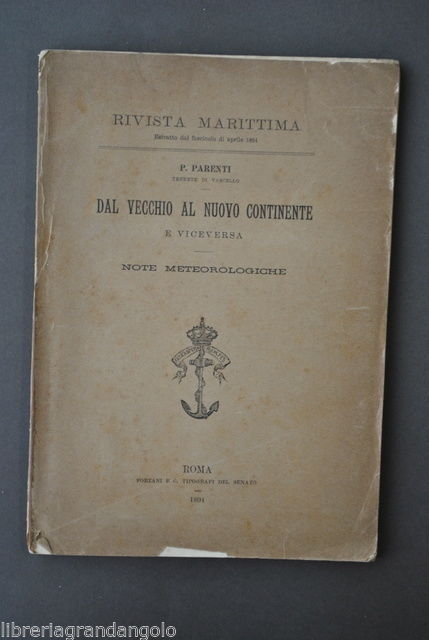 RIVISTA MARITTIMA
Estratto dal fascicolo di aprile 1894
P. PARENTI
TENENTE DI VASCELLO
DAL VECCHIO AL NUOVO CONTINENTE
E VICEVERSA
NOTE METEOROLOGICHE
ROMA
FORZANI E C. TIPOGRAFI DEL SENATO
1894
libreriagrandangolo